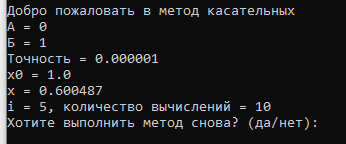 Добро пожаловать в метод касательных
А = 0
Б = 1
Точность = 0.000001
x0 = 1.0
x = 0.600487
i = 5, количество вычислений = 10
Хотите выполнить метод снова? (да/нет):